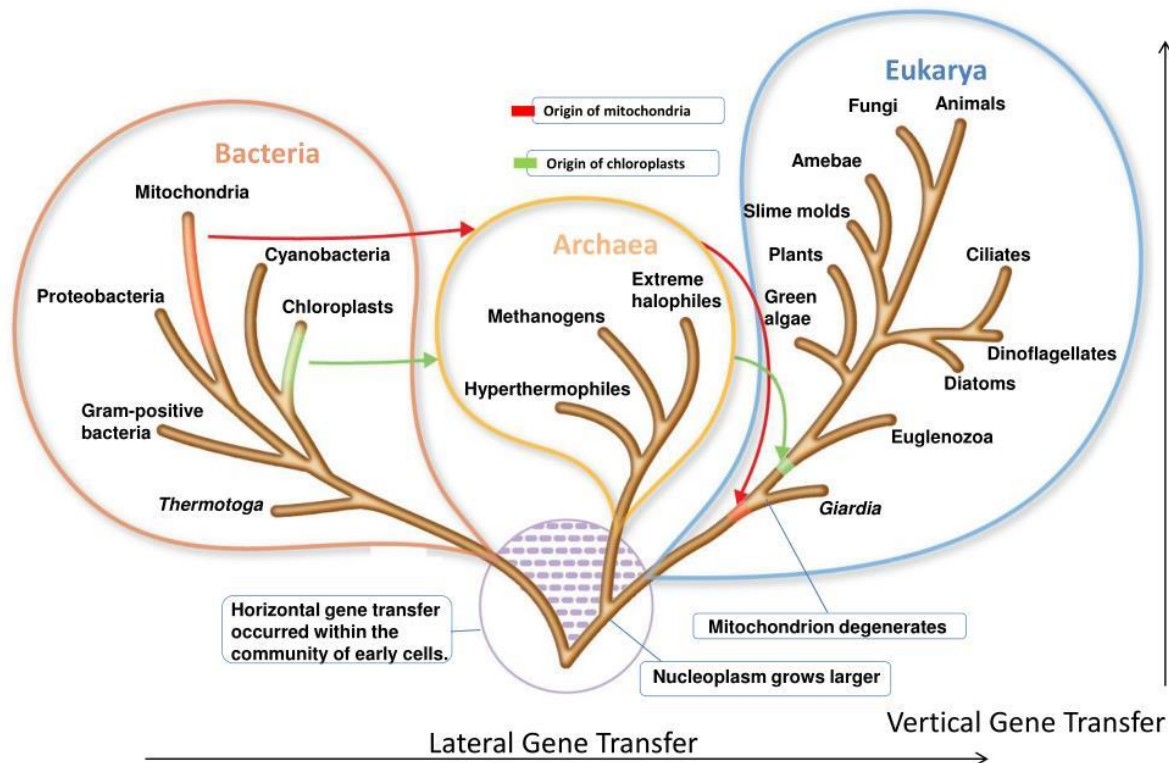 Eukarya
Fungi
Animals
Origin of mitochondria
Origin of chloroplasts
Bacteria
Mitochondria
Amebae
Slime molds
Archaea
Cyanobacteria
Plants
Ciliates
Proteobacteria
Chloroplasts
Extreme
halophiles
Green
algae
Methanogens
Dinoflagellates
Diatoms
Hyperthermophiles
Gram-positive
bacteria
Euglenozoa
Thermotoga
Giardia
Horizontal gene transfer
occurred within the
community of early cells.
Mitochondrion degenerates
Nucleoplasm grows larger
Vertical Gene Transfer
Lateral Gene Transfer